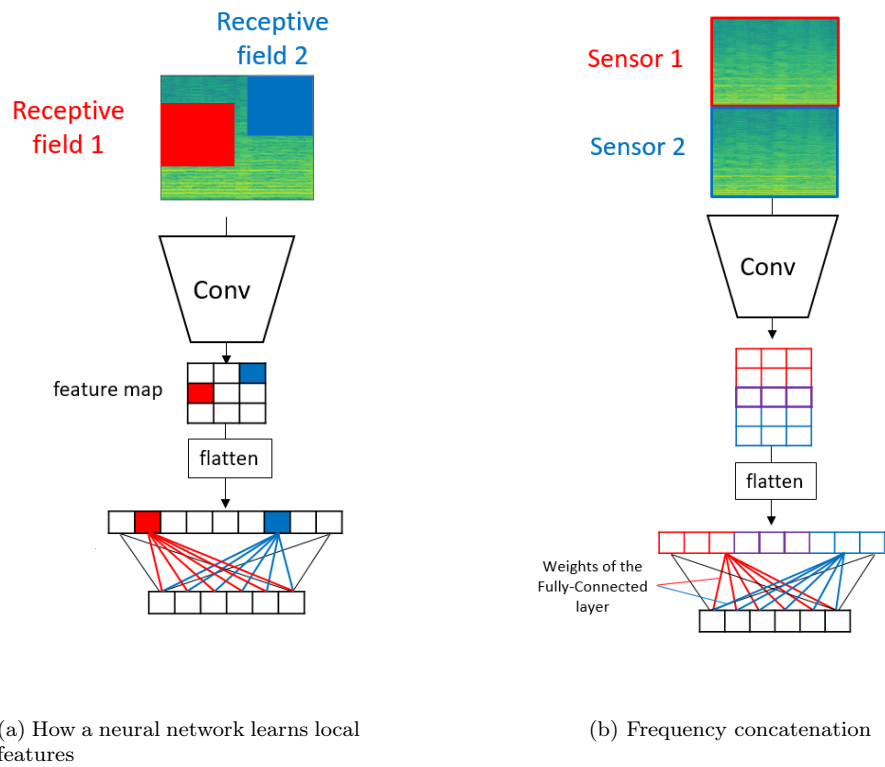 Receptive
field 2
Receptive
field 1
Conv
feature map
flatten
Sensor 1
Sensor 2
Conv
flatten
Weights of the
Fully-Connected
layer
(a) How a neural network learns local
features
(b) Frequency concatenation